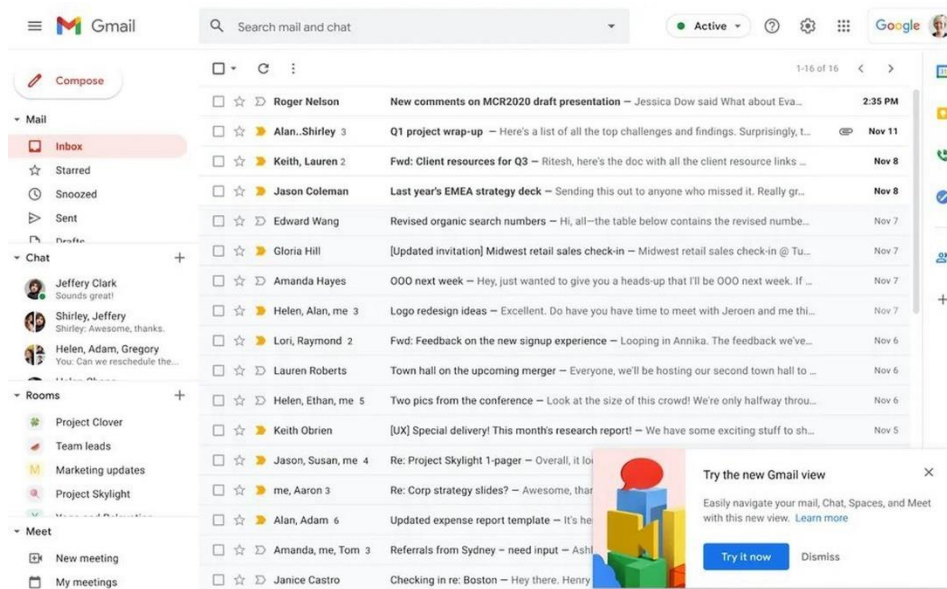 Gmail
Search mail and chat
Active
Google
Compose
1-16 of 16
Mail
Inbox
Starred
Snoozed
Sent
Drafts
Chat
Jeffery Clark
Sounds great!
Shirley, Jeffery
Shirley: Awesome, thanks.
Helen, Adam, Gregory
You: Can we reschedule the...
Rooms
Project Clover
Team leads
Marketing updates
M
Project Skylight
Meet
New meeting
My meetings
Roger Nelson New comments on MCR2020 draft presentation – Jessica Dow said What about Eva... 2:35 PM
Alan..Shirley 3 Q1 project wrap-up – Here's a list of all the top challenges and findings. Surprisingly, t... Nov 11
Keith, Lauren 2 Fwd: Client resources for Q3 – Ritesh, here's the doc with all the client resource links ... Nov 8
Jason Coleman Last year's EMEA strategy deck – Sending this out to anyone who missed it. Really gr... Nov 8
Edward Wang Revised organic search numbers – Hi, all—the table below contains the revised numbe... Nov 7
Gloria Hill [Updated invitation] Midwest retail sales check-in – Midwest retail sales check-in @ Tu... Nov 7
Amanda Hayes OOO next week – Hey, just wanted to give you a heads-up that I'll be OOO next week. If ... Nov 7
Helen, Alan, me 3 Logo redesign ideas – Excellent. Do have you have time to meet with Jeroen and me thi... Nov 7
Lori, Raymond 2 Fwd: Feedback on the new signup experience – Looping in Annika. The feedback we've... Nov 6
Lauren Roberts Town hall on the upcoming merger – Everyone, we'll be hosting our second town hall to ... Nov 6
Helen, Ethan, me 5 Two pics from the conference – Look at the size of this crowd! We're only halfway throu... Nov 6
Keith Obrien [UX] Special delivery! This month's research report! – We have some exciting stuff to sh... Nov 5
Jason, Susan, me 4 Re: Project Skylight 1-pager – Overall, it
me, Aaron 3 Re: Corp strategy slides? – Awesome,
Alan, Adam 6 Updated expense report template – It's
Amanda, me, Tom 3 Referrals from Sydney – need input –
Janice Castro Checking in re: Boston – Hey there. Henry
Try the new Gmail view
Easily navigate your mail, Chat, Spaces, and Meet
with this new view. Learn more
Try it now Dismiss